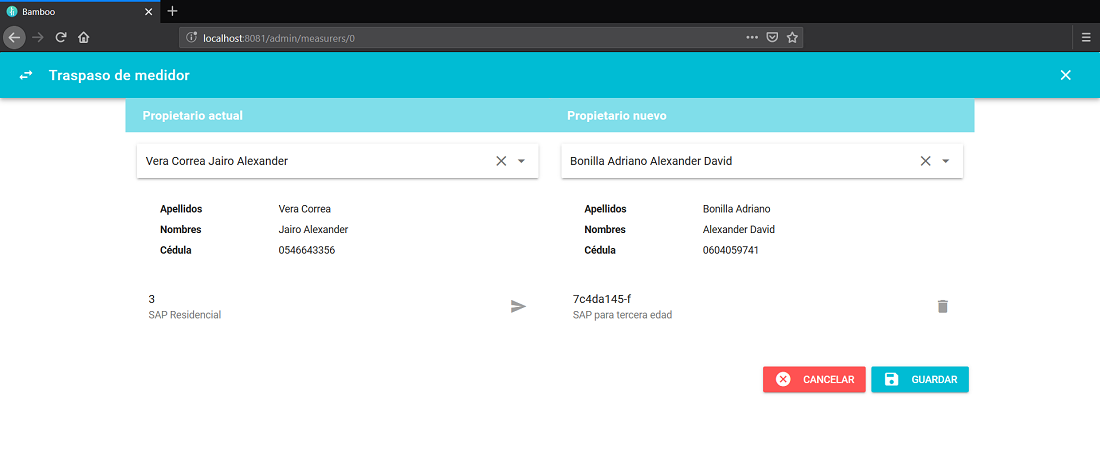 Bamboo
localhost:8081/admin/measurers/0
Traspaso de medidor
Propietario actual
Propietario nuevo
Vera Correa Jairo Alexander
Bonilla Adriano Alexander David
Apellidos Vera Correa
Nombres Jairo Alexander
Cédula 0546643356
Apellidos Bonilla Adriano
Nombres Alexander David
Cédula 0604059741
3
SAP Residencial
7c4da145-f
SAP para tercera edad
CANCELAR
GUARDAR